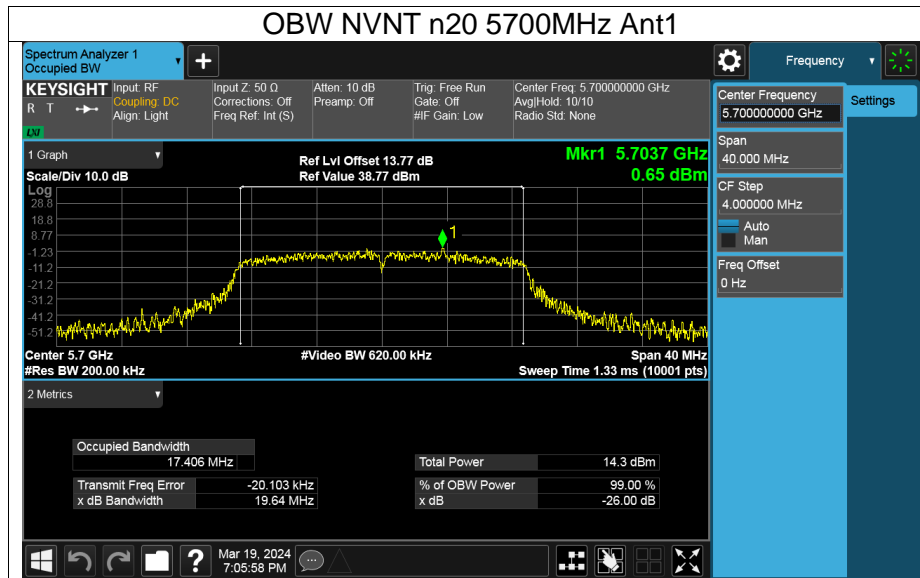 OBW NVNT n20 5700MHz Ant1
Spectrum Analyzer 1
Occupied BW
+
Frequency
KEYSIGHT
R T
LXI
Input: RF
Coupling: DC
Align: Light
Input Z: 50 Ω
Corrections: Off
Freq Ref: Int (S)
Atten: 10 dB
Preamp: Off
Trig: Free Run
Gate: Off
#IF Gain: Low
Center Freq: 5.700000000 GHz
Avg|Hold: 10/10
Radio Std: None
Center Frequency
5.700000000 GHz
Settings
Span
40.000 MHz
CF Step
4.000000 MHz
Auto
Man
Freq Offset
0 Hz
1 Graph
Scale/Div 10.0 dB
Ref Lvl Offset 13.77 dB
Ref Value 38.77 dBm
Mkr1 5.7037 GHz
0.65 dBm
Log
28.8
18.8
8.77
-1.23
-11.2
-21.2
-31.2
-41.2
-51.2
1
Center 5.7 GHz
#Video BW 620.00 kHz
Span 40 MHz
#Res BW 200.00 kHz
Sweep Time 1.33 ms (10001 pts)
2 Metrics
Occupied Bandwidth
17.406 MHz
Total Power 14.3 dBm
Transmit Freq Error -20.103 kHz
% of OBW Power 99.00 %
x dB Bandwidth 19.64 MHz
x dB -26.00 dB
?
Mar 19, 2024
7:05:58 PM